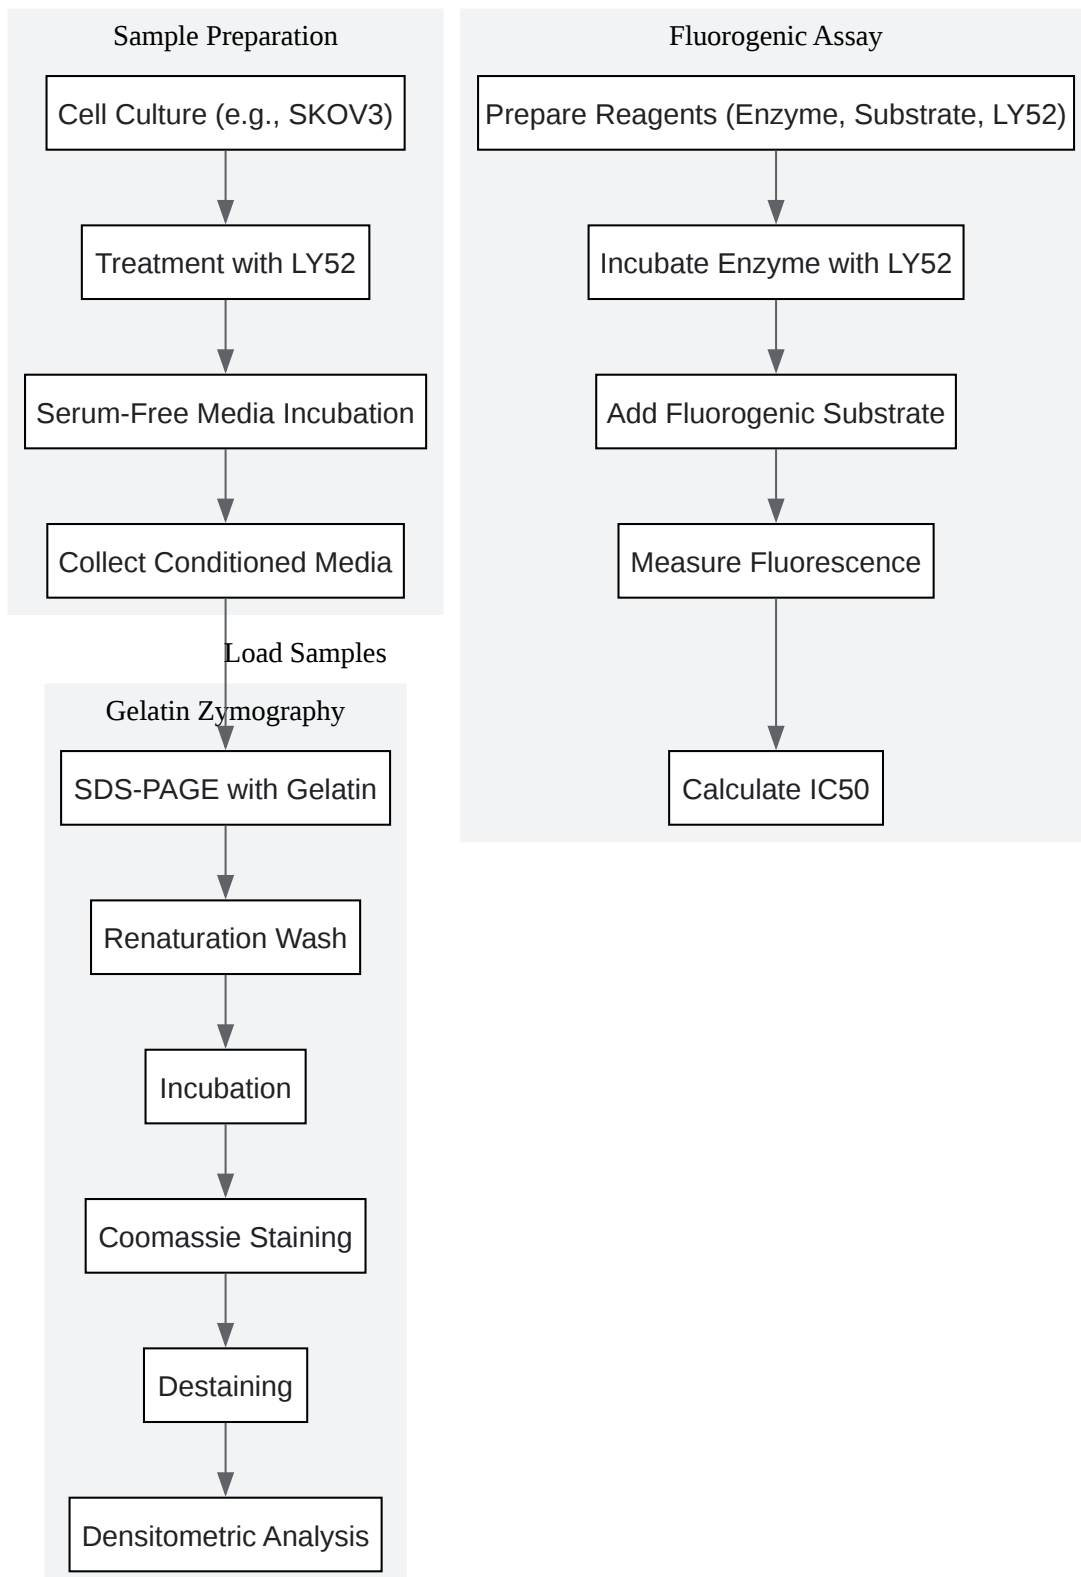 Sample Preparation
Cell Culture (e.g., SKOV3)
Treatment with LY52
Serum-Free Media Incubation
Collect Conditioned Media
Load Samples
Gelatin Zymography
SDS-PAGE with Gelatin
Renaturation Wash
Incubation
Coomassie Staining
Destaining
Densitometric Analysis
Fluorogenic Assay
Prepare Reagents (Enzyme, Substrate, LY52)
Incubate Enzyme with LY52
Add Fluorogenic Substrate
Measure Fluorescence
Calculate IC50